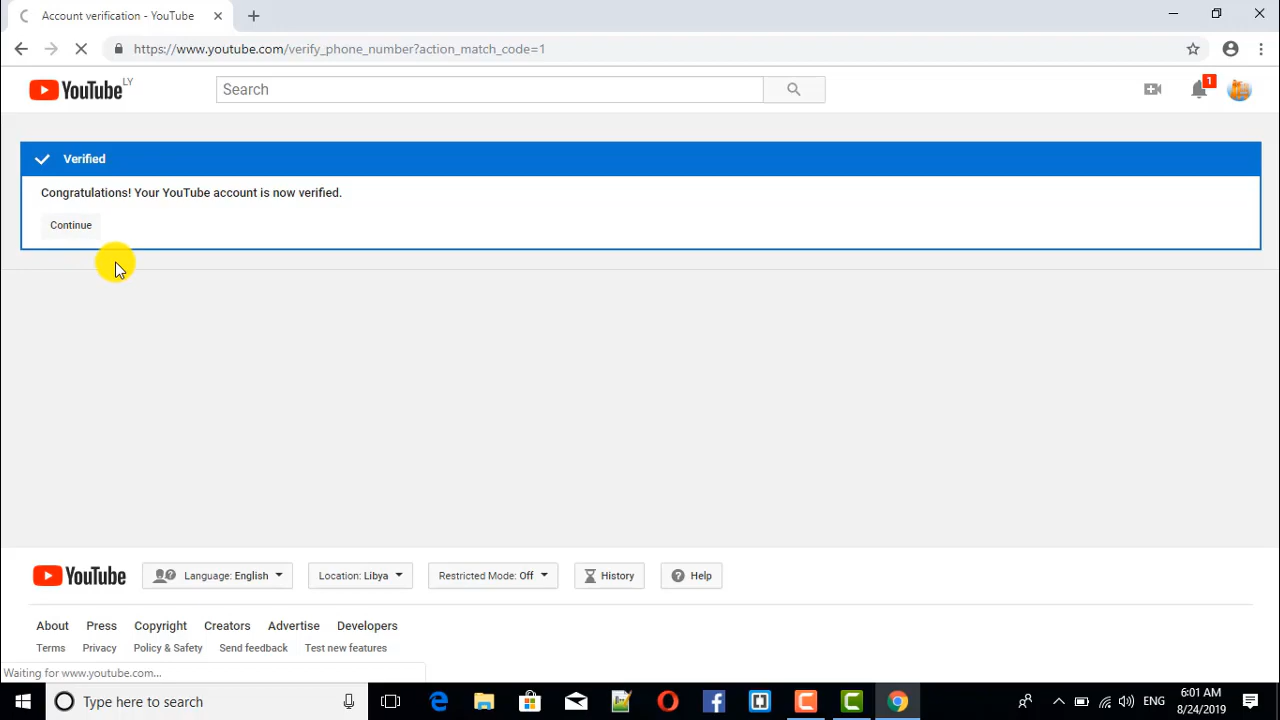 Account verification - YouTube
https://www.youtube.com/verify_phone_number?action_match_code=1
YouTube LY
Search
1
Verified
Congratulations! Your YouTube account is now verified.
Continue
YouTube
Language: English
Location: Libya
Restricted Mode: Off
History
Help
About Press Copyright Creators Advertise Developers
Terms Privacy Policy & Safety Send feedback Test new features
Waiting for www.youtube.com...
Type here to search
ENG
6:01 AM
8/24/2019